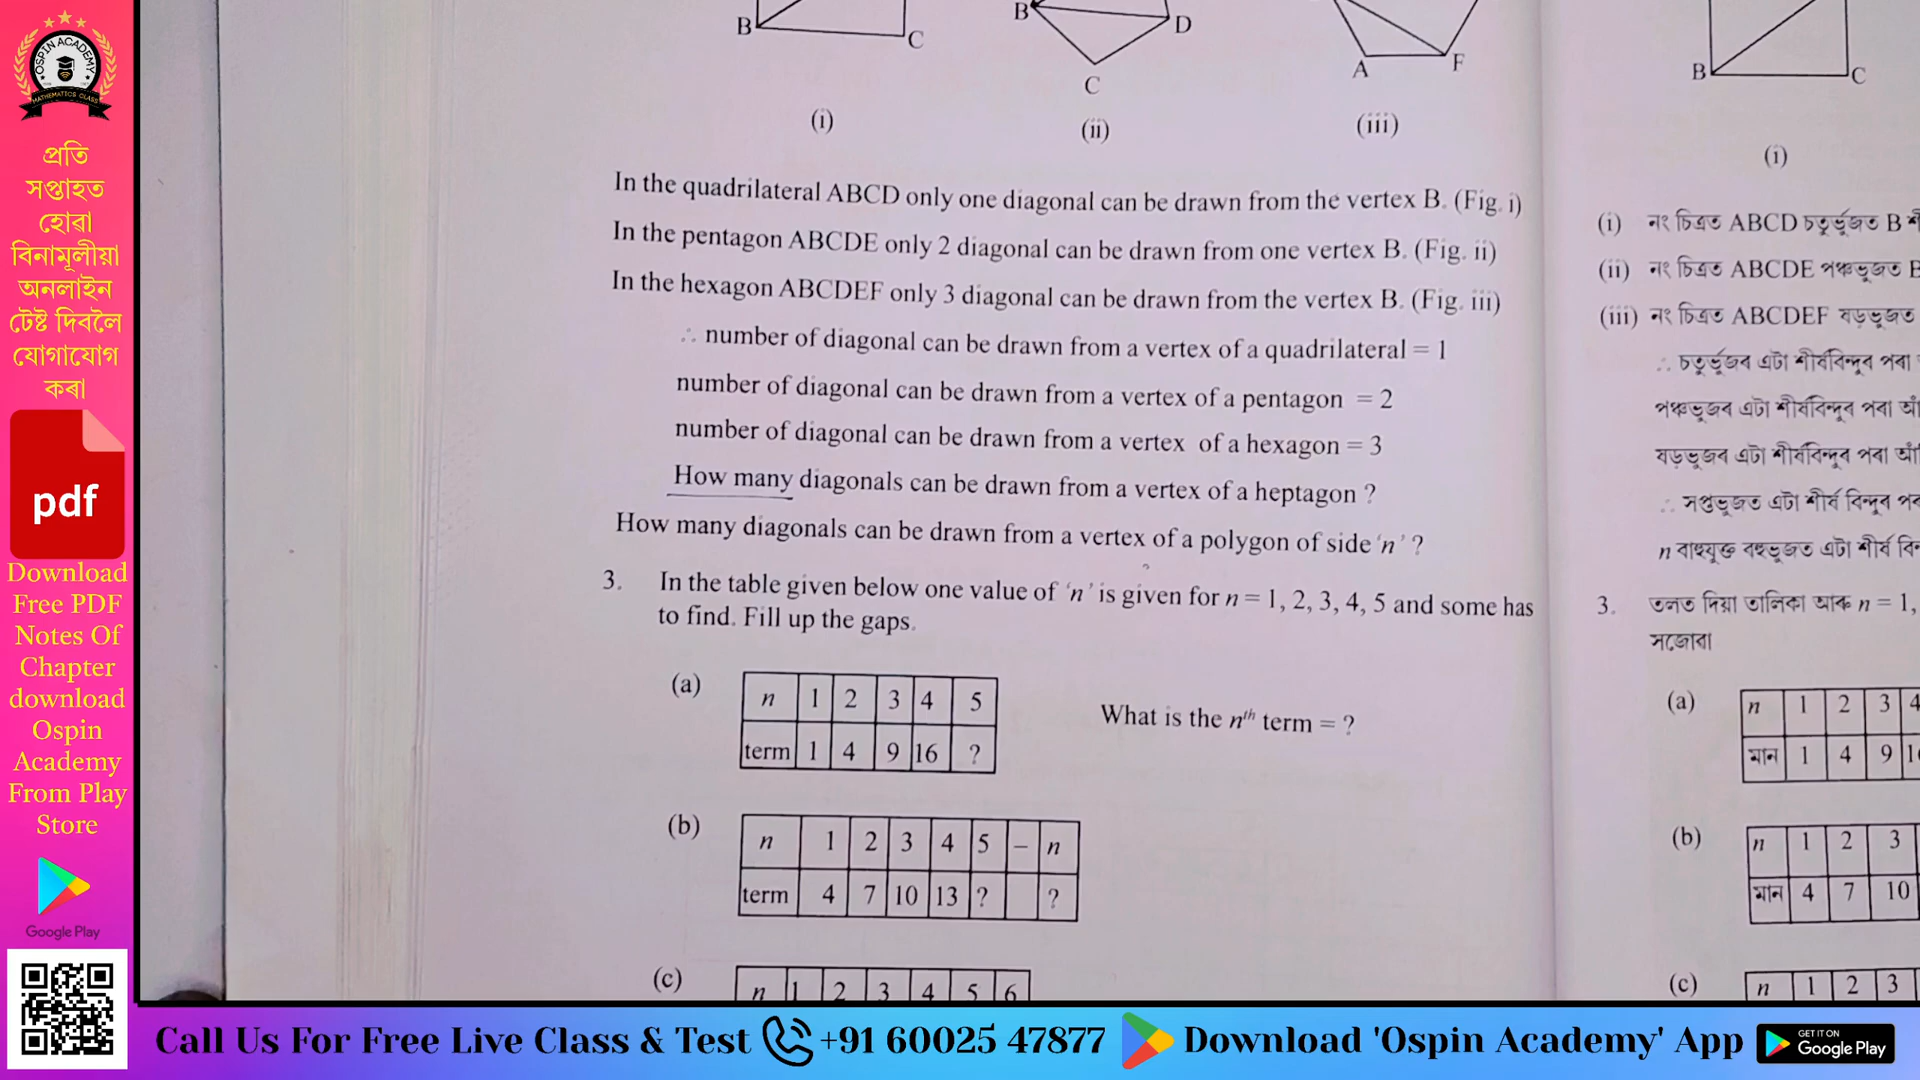 OSPIN ACADEMY
MATHEMATICS CLASS
প্ৰতি
সপ্তাহত
হোৱা
বিনামূলীয়া
অনলাইন
টেষ্ট দিবলৈ
যোগাযোগ
কৰা
pdf
Download
Free PDF
Notes Of
Chapter
download
Ospin
Academy
From Play
Store
Google Play
B C
B D
C
A F
(i)
(ii)
(iii)
In the quadrilateral ABCD only one diagonal can be drawn from the vertex B. (Fig. i)
In the pentagon ABCDE only 2 diagonal can be drawn from one vertex B. (Fig. ii)
In the hexagon ABCDEF only 3 diagonal can be drawn from the vertex B. (Fig. iii)
∴ number of diagonal can be drawn from a vertex of a quadrilateral = 1
number of diagonal can be drawn from a vertex of a pentagon = 2
number of diagonal can be drawn from a vertex of a hexagon = 3
How many diagonals can be drawn from a vertex of a heptagon ?
How many diagonals can be drawn from a vertex of a polygon of side 'n' ?
3. In the table given below one value of 'n' is given for n = 1, 2, 3, 4, 5 and some has
to find. Fill up the gaps.
(a)
n 1 2 3 4 5
term 1 4 9 16 ?
What is the nth term = ?
(b)
n 1 2 3 4 5 – n
term 4 7 10 13 ? ?
(c)
n 1 2 3 4 5 6
B C
(i)
(i) নং চিত্ৰত ABCD চতুৰ্ভুজত B
(ii) নং চিত্ৰত ABCDE পঞ্চভুজত
(iii) নং চিত্ৰত ABCDEF ষড়ভুজত
∴ চতুৰ্ভুজৰ এটা শীৰ্ষবিন্দুৰ পৰা
পঞ্চভুজৰ এটা শীৰ্ষবিন্দুৰ পৰা
ষড়ভুজৰ এটা শীৰ্ষবিন্দুৰ পৰা
∴ সপ্তভুজত এটা শীৰ্ষ বিন্দুৰ
n বাহুযুক্ত বহুভুজত এটা শীৰ্ষ
3. তলত দিয়া তালিকা আৰু n = 1,
সজোৱা
(a)
n 1 2 3 4
মান 1 4 9
(b)
n 1 2 3
মান 4 7 10
(c)
n 1 2 3
Call Us For Free Live Class & Test +91 60025 47877 Download 'Ospin Academy' App
GET IT ON
Google Play